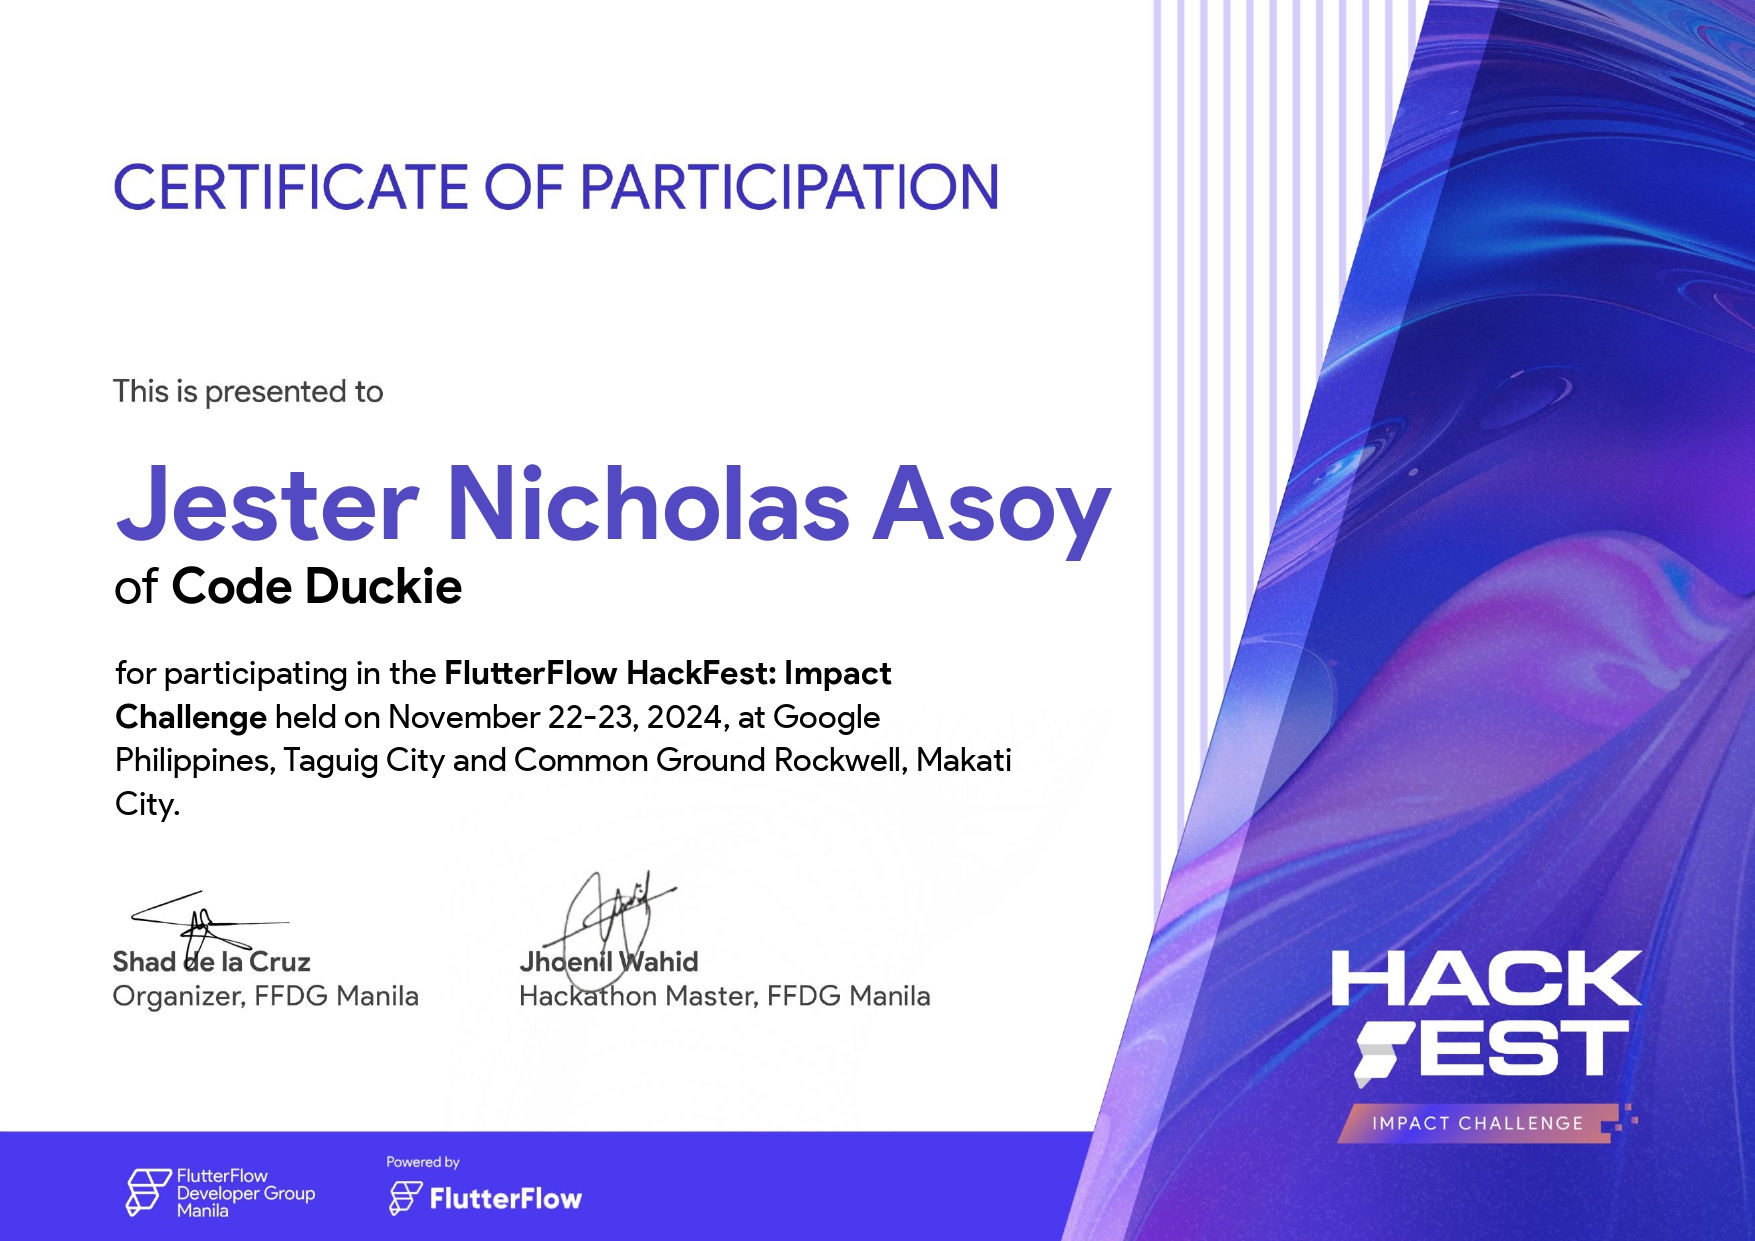 CERTIFICATE OF PARTICIPATION
This is presented to
Jester Nicholas Asoy
of Code Duckie
for participating in the FlutterFlow HackFest: Impact
Challenge held on November 22-23, 2024, at Google
Philippines, Taguig City and Common Ground Rockwell, Makati
City.
Shad de la Cruz
Organizer, FFDG Manila
Jhoenil Wahid
Hackathon Master, FFDG Manila
HACK
FEST
IMPACT CHALLENGE
FlutterFlow
Developer Group
Manila
Powered by
FlutterFlow